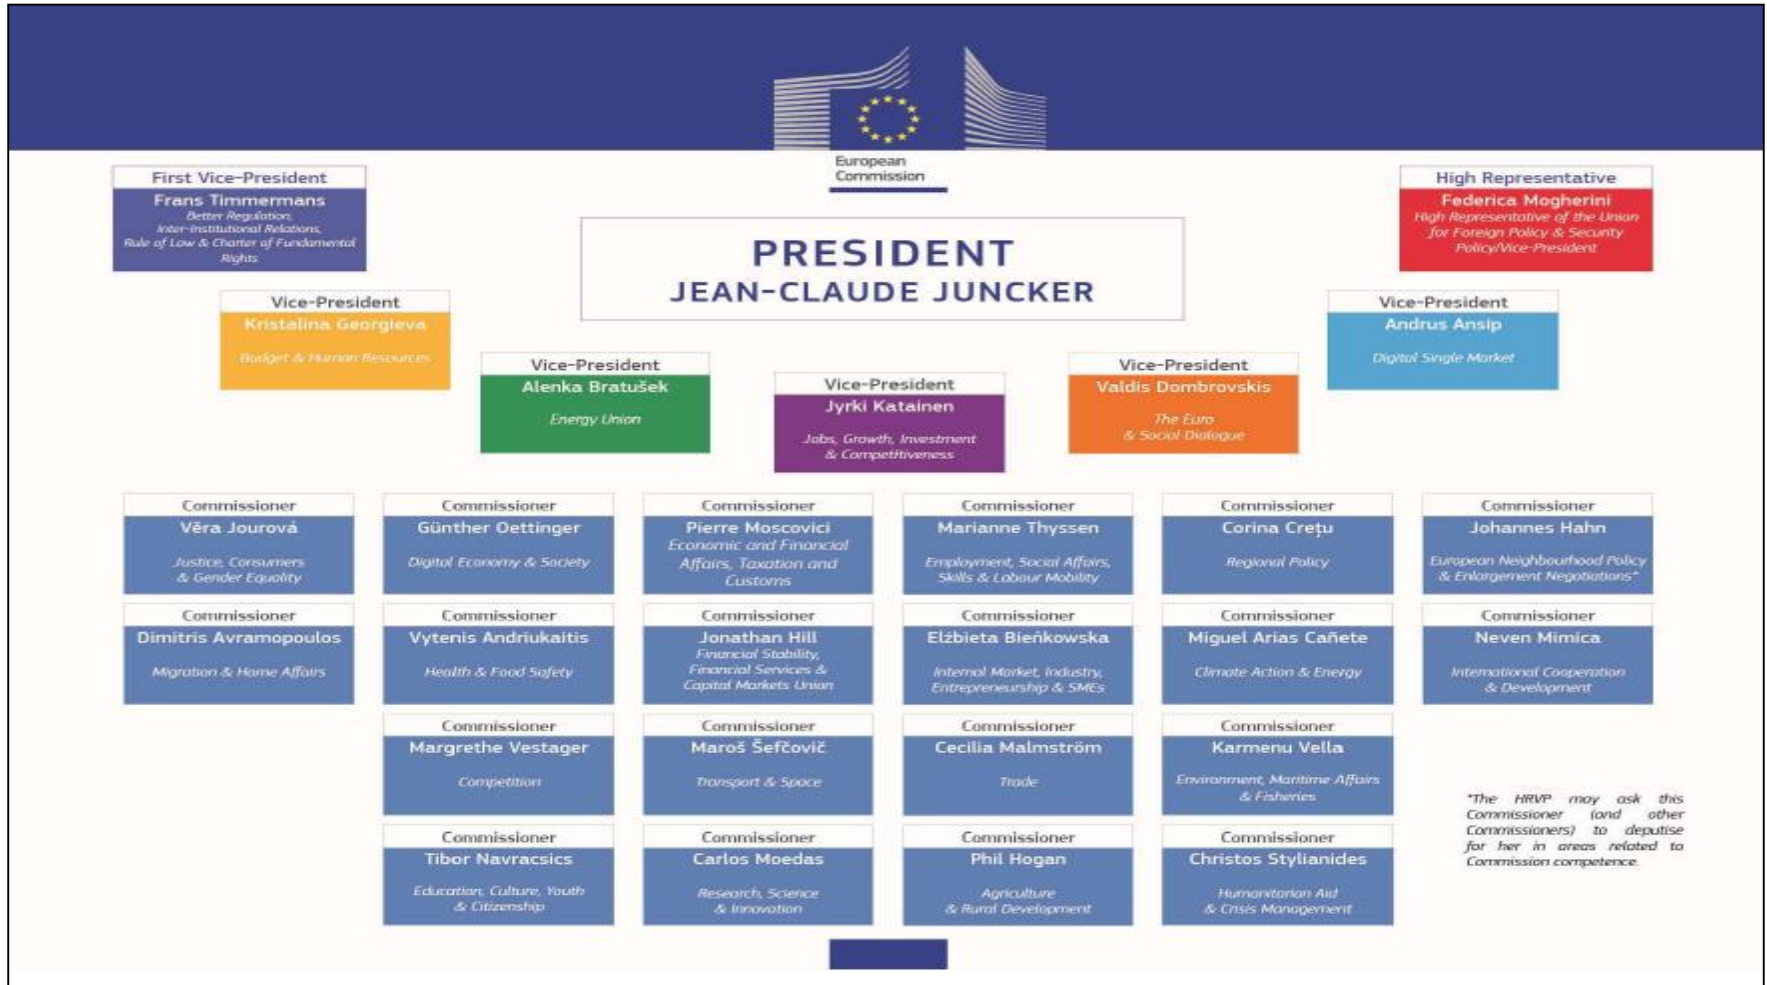 European
Commission
First Vice-President
Frans Timmermans
Better Regulation,
Inter-Institutional Relations,
Rule of Law & Charter of Fundamental
Rights
High Representative
Federica Mogherini
High Representative of the Union
for Foreign Policy & Security
Policy/Vice-President
PRESIDENT
JEAN-CLAUDE JUNCKER
Vice-President
Kristalina Georgieva
Budget & Human Resources
Vice-President
Andrus Ansip
Digital Single Market
Vice-President
Alenka Bratušek
Energy Union
Vice-President
Jyrki Katainen
Jobs, Growth, Investment
& Competitiveness
Vice-President
Valdis Dombrovskis
The Euro
& Social Dialogue
Commissioner
Věra Jourová
Justice, Consumers
& Gender Equality
Commissioner
Günther Oettinger
Digital Economy & Society
Commissioner
Pierre Moscovici
Economic and Financial
Affairs, Taxation and
Customs
Commissioner
Marianne Thyssen
Employment, Social Affairs,
Skills & Labour Mobility
Commissioner
Corina Crețu
Regional Policy
Commissioner
Johannes Hahn
European Neighbourhood Policy
& Enlargement Negotiations*
Commissioner
Dimitris Avramopoulos
Migration & Home Affairs
Commissioner
Vytenis Andriukaitis
Health & Food Safety
Commissioner
Jonathan Hill
Financial Stability,
Financial Services &
Capital Markets Union
Commissioner
Elżbieta Bieńkowska
Internal Market, Industry,
Entrepreneurship & SMEs
Commissioner
Miguel Arias Cañete
Climate Action & Energy
Commissioner
Neven Mimica
International Cooperation
& Development
Commissioner
Margrethe Vestager
Competition
Commissioner
Maroš Šefčovič
Transport & Space
Commissioner
Cecilia Malmström
Trade
Commissioner
Karmenu Vella
Environment, Maritime Affairs
& Fisheries
Commissioner
Tibor Navracsics
Education, Culture, Youth
& Citizenship
Commissioner
Carlos Moedas
Research, Science
& Innovation
Commissioner
Phil Hogan
Agriculture
& Rural Development
Commissioner
Christos Stylianides
Humanitarian Aid
& Crisis Management
*The HRVP may ask this
Commissioner (and other
Commissioners) to deputise
for her in areas related to
Commission competence.